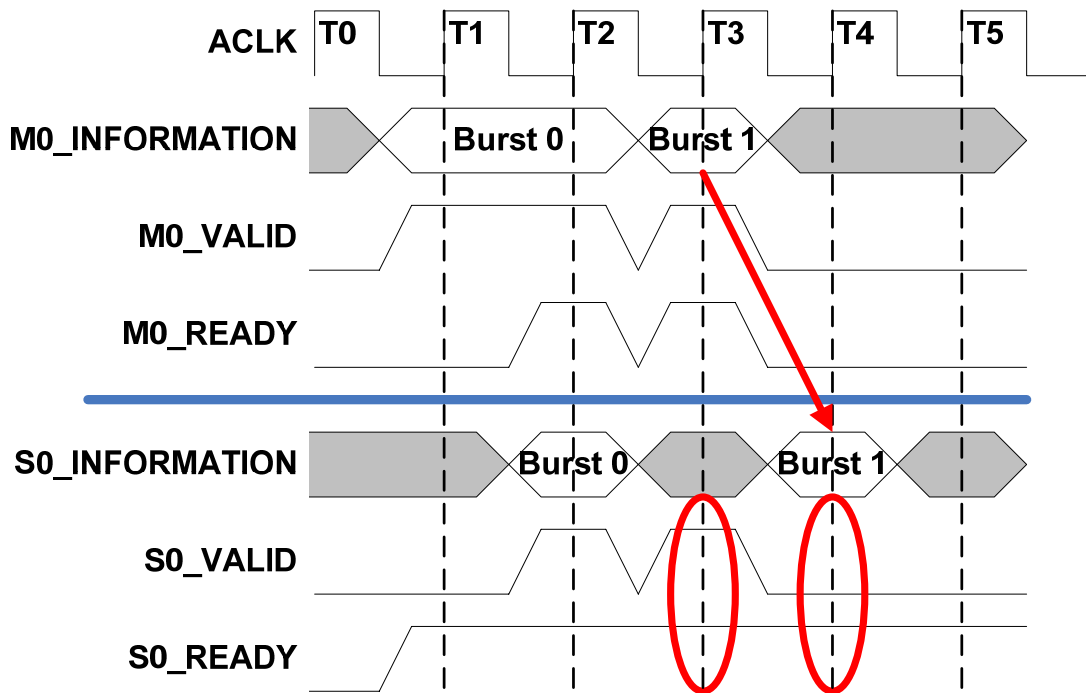 ACLK T0 T1 T2 T3 T4 T5
M0_INFORMATION Burst 0 Burst 1
M0_VALID
M0_READY
S0_INFORMATION Burst 0 Burst 1
S0_VALID
S0_READY